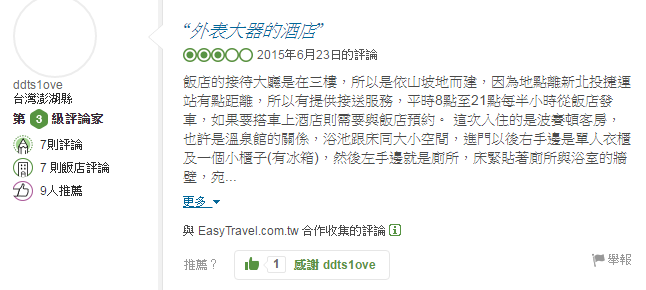 ddts1ove
台灣澎湖縣
第 3 級評論家
7則評論
7 則飯店評論
9人推薦
“外表大器的酒店”
2015年6月23日的評論
飯店的接待大廳是在三樓，所以是依山坡地而建，因為地點離新北投捷運
站有點距離，所以有提供接送服務，平時8點至21點每半小時從飯店發
車，如果要搭車上酒店則需要與飯店預約。 這次入住的是波賽頓客房，
也許是溫泉館的關係，浴池跟床同大小空間，進門以後右手邊是單人衣櫃
及一個小櫃子(有冰箱)，然後左手邊就是廁所，床緊貼著廁所與浴室的牆
壁，宛...
更多
與 EasyTravel.com.tw 合作收集的評論 i
推薦？ 1 感謝 ddts1ove
舉報